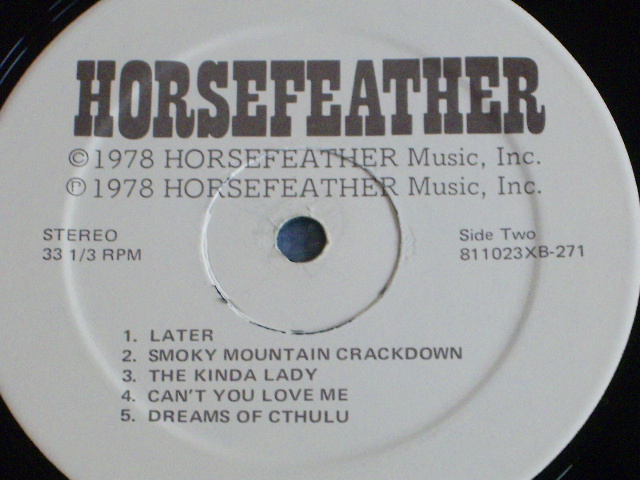 HORSEFEATHER
©1978 HORSEFEATHER Music, Inc.
℗1978 HORSEFEATHER Music, Inc.
STEREO
33 1/3 RPM
Side Two
811023XB-271
1. LATER
2. SMOKY MOUNTAIN CRACKDOWN
3. THE KINDA LADY
4. CAN'T YOU LOVE ME
5. DREAMS OF CTHULU